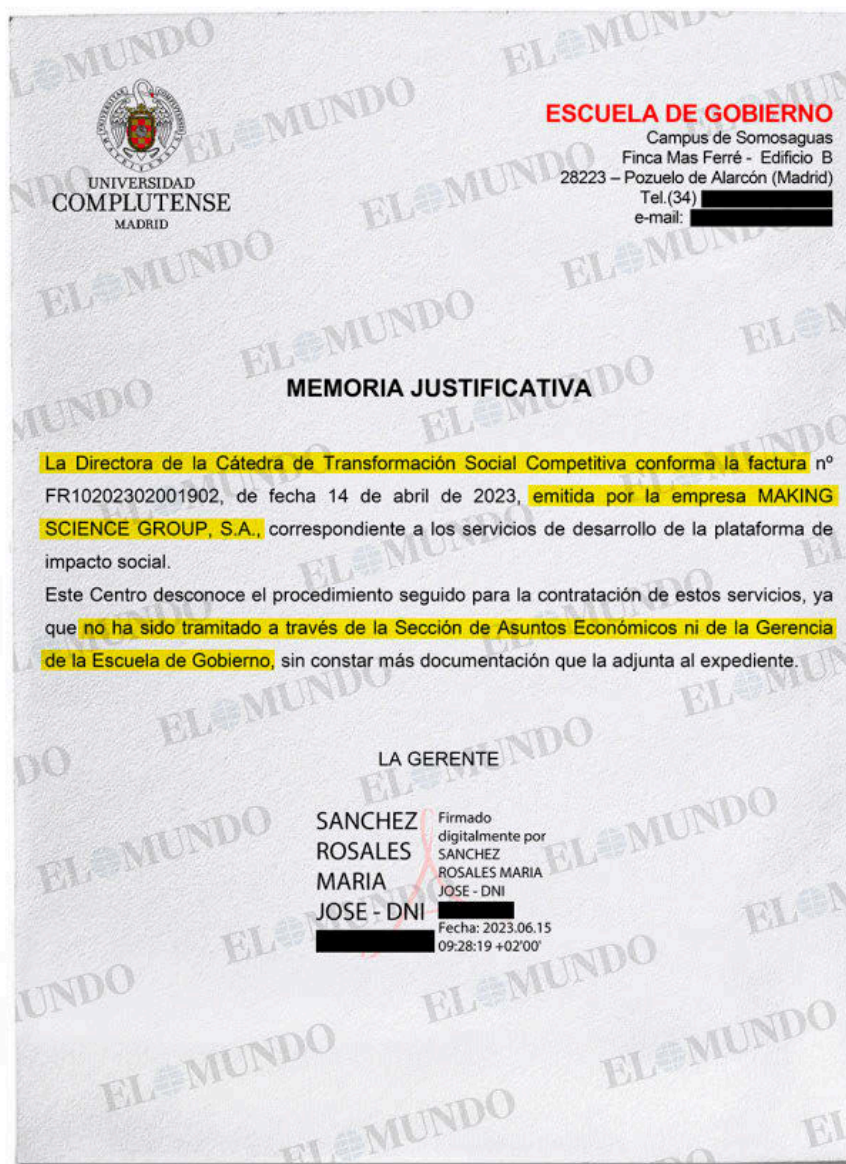 UNIVERSIDAD
COMPLUTENSE
MADRID
ESCUELA DE GOBIERNO
Campus de Somosaguas
Finca Mas Ferré - Edificio B
28223 – Pozuelo de Alarcón (Madrid)
Tel.(34)
e-mail:
MEMORIA JUSTIFICATIVA
La Directora de la Cátedra de Transformación Social Competitiva conforma la factura nº
FR10202302001902, de fecha 14 de abril de 2023, emitida por la empresa MAKING
SCIENCE GROUP, S.A., correspondiente a los servicios de desarrollo de la plataforma de
impacto social.
Este Centro desconoce el procedimiento seguido para la contratación de estos servicios, ya
que no ha sido tramitado a través de la Sección de Asuntos Económicos ni de la Gerencia
de la Escuela de Gobierno, sin constar más documentación que la adjunta al expediente.
LA GERENTE
SANCHEZ
ROSALES
MARIA
JOSE - DNI
Firmado
digitalmente por
SANCHEZ
ROSALES MARIA
JOSE - DNI
Fecha: 2023.06.15
09:28:19 +02'00'
EL MUNDO